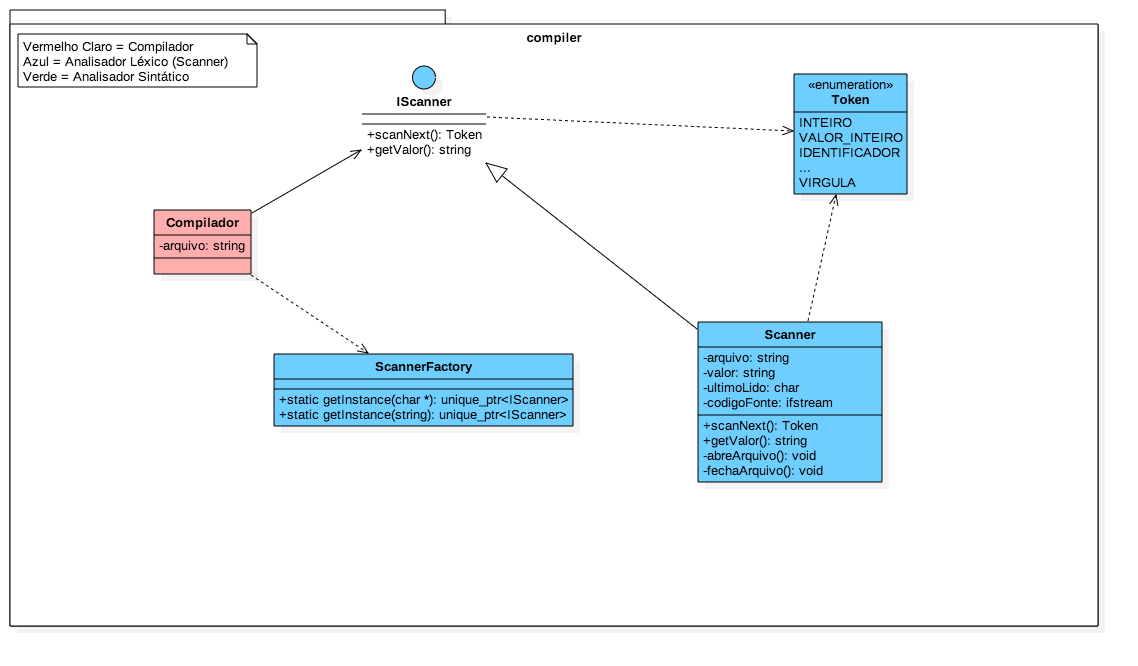 compiler
Vermelho Claro = Compilador
Azul = Analisador Léxico (Scanner)
Verde = Analisador Sintático
IScanner
+scanNext(): Token
+getValor(): string
«enumeration»
Token
INTEIRO
VALOR_INTEIRO
IDENTIFICADOR
...
VIRGULA
Compilador
-arquivo: string
ScannerFactory
+static getInstance(char *): unique_ptr<IScanner>
+static getInstance(string): unique_ptr<IScanner>
Scanner
-arquivo: string
-valor: string
-ultimoLido: char
-codigoFonte: ifstream
+scanNext(): Token
+getValor(): string
-abreArquivo(): void
-fechaArquivo(): void